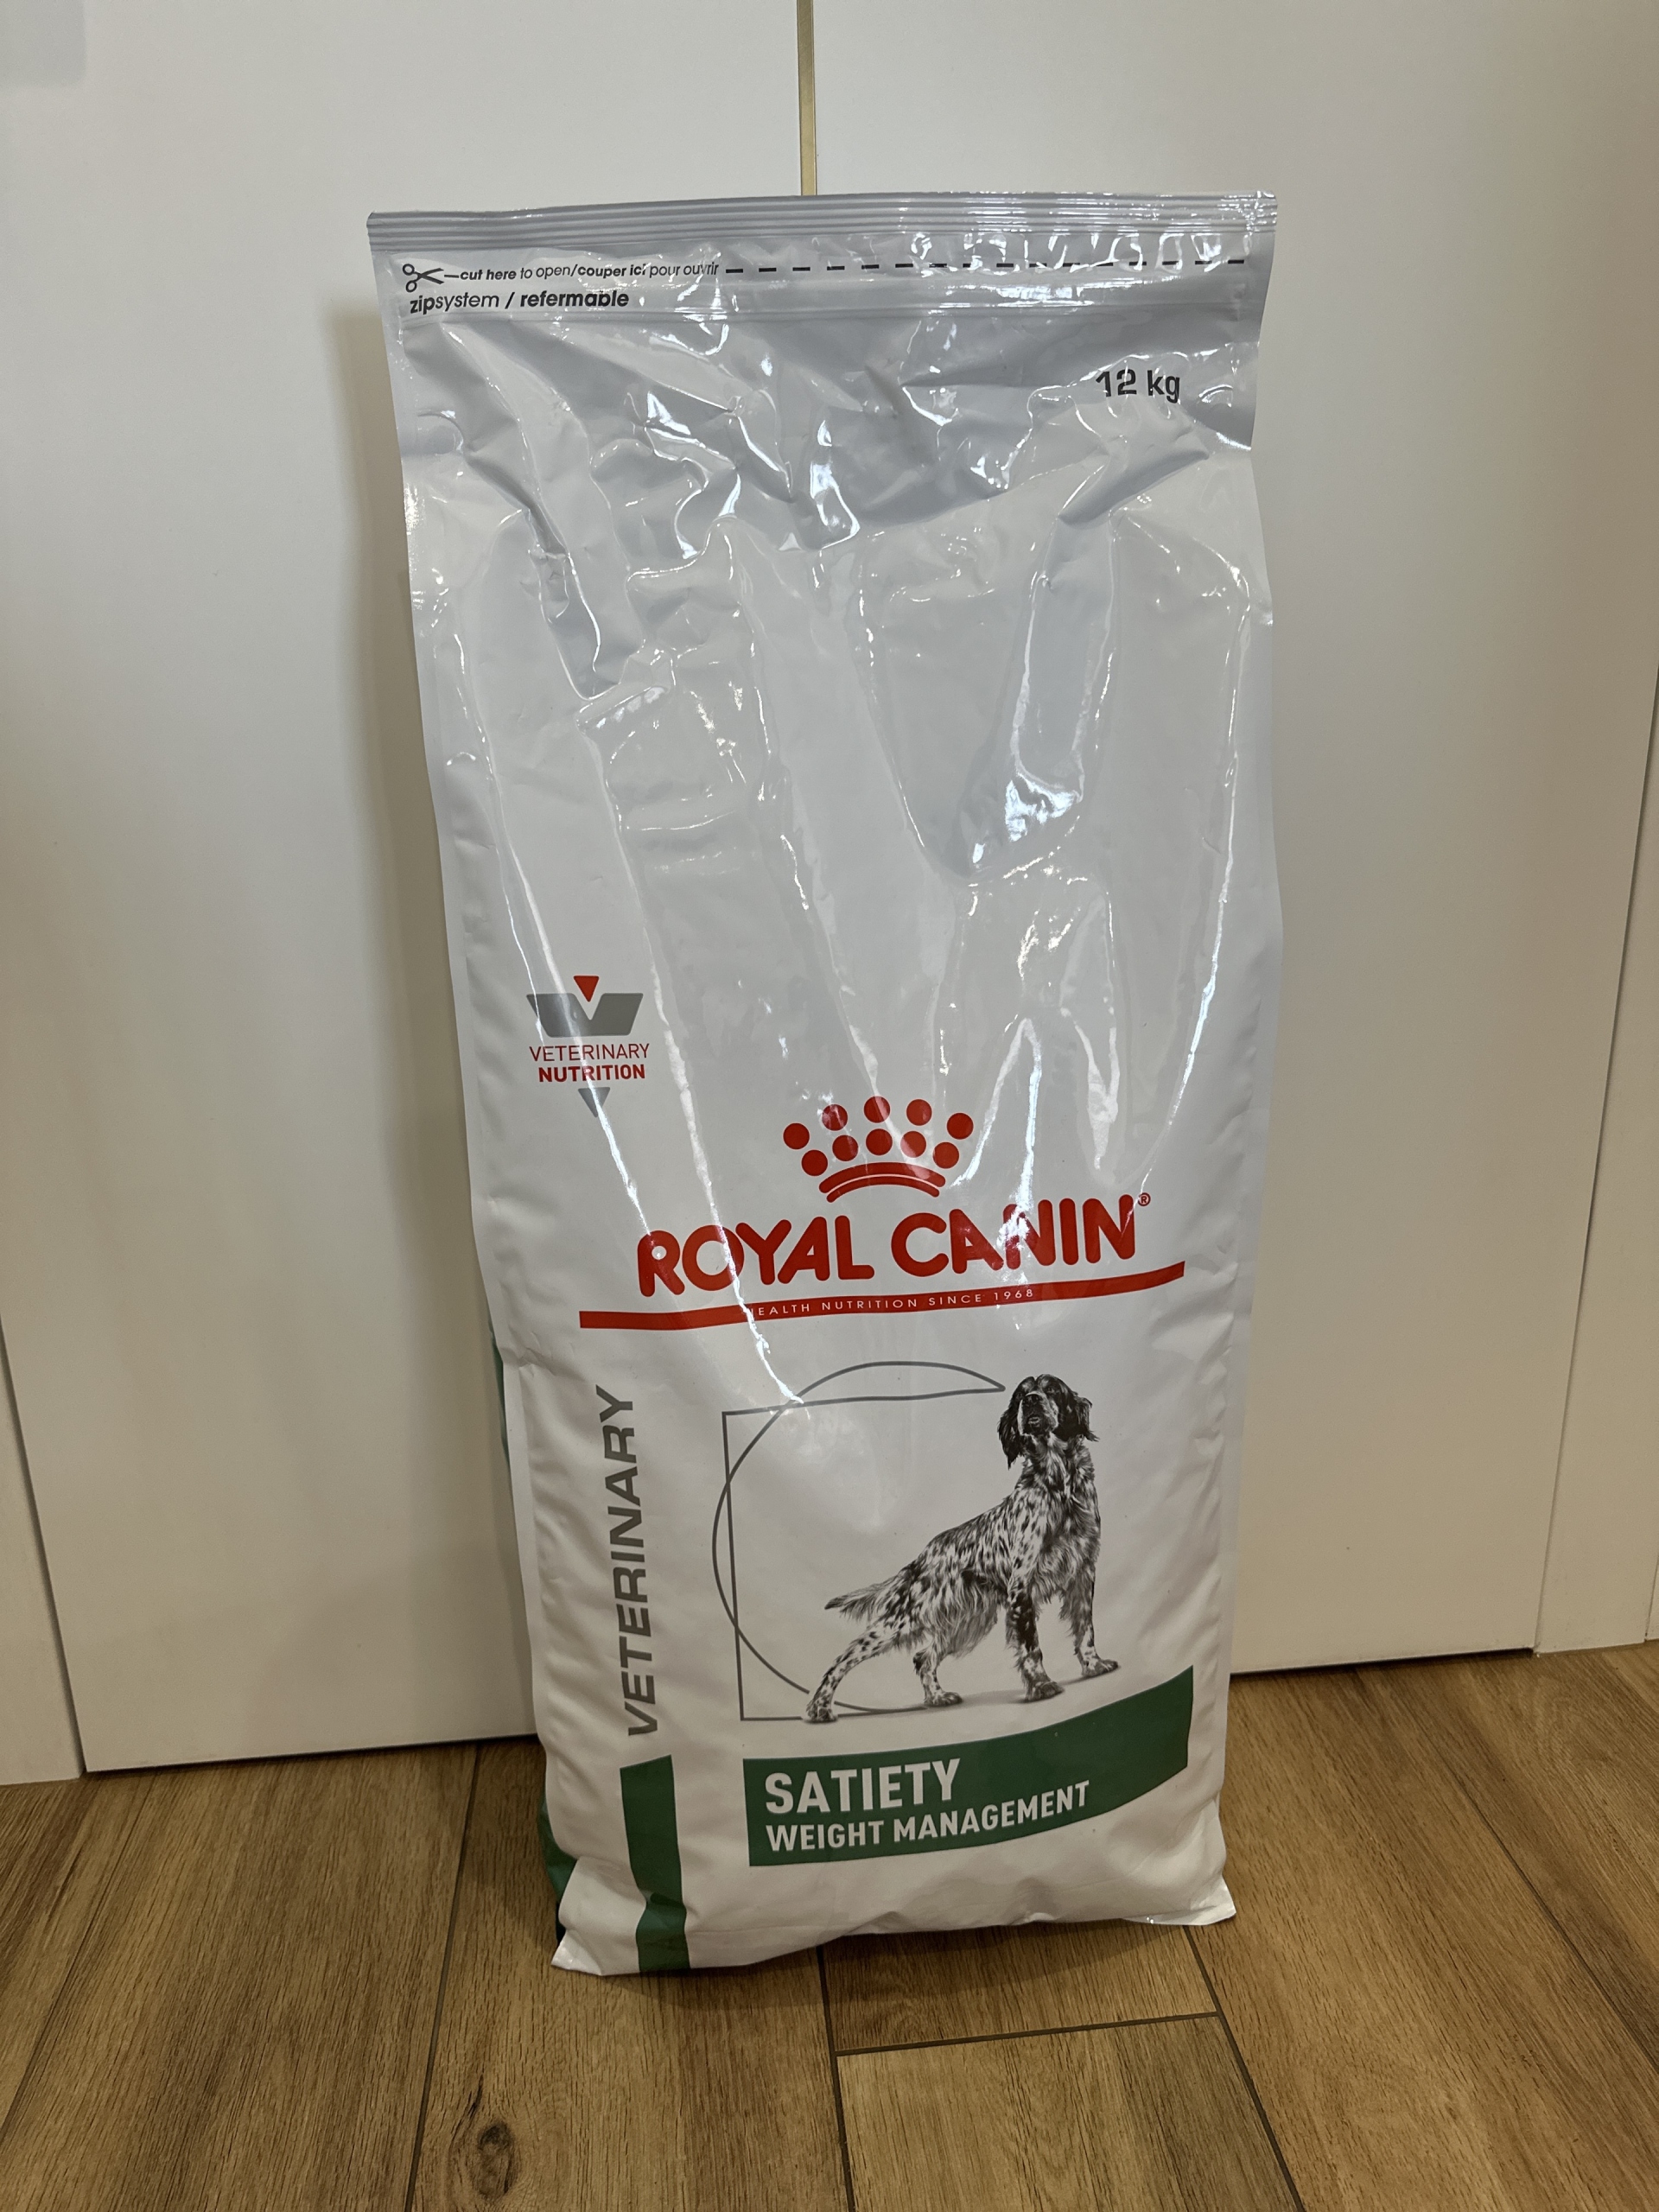 cut here to open/couper ici pour ouvrir
zipsystem / refermable
12 kg
VETERINARY
NUTRITION
ROYAL CANIN®
HEALTH NUTRITION SINCE 1968
VETERINARY
SATIETY
WEIGHT MANAGEMENT